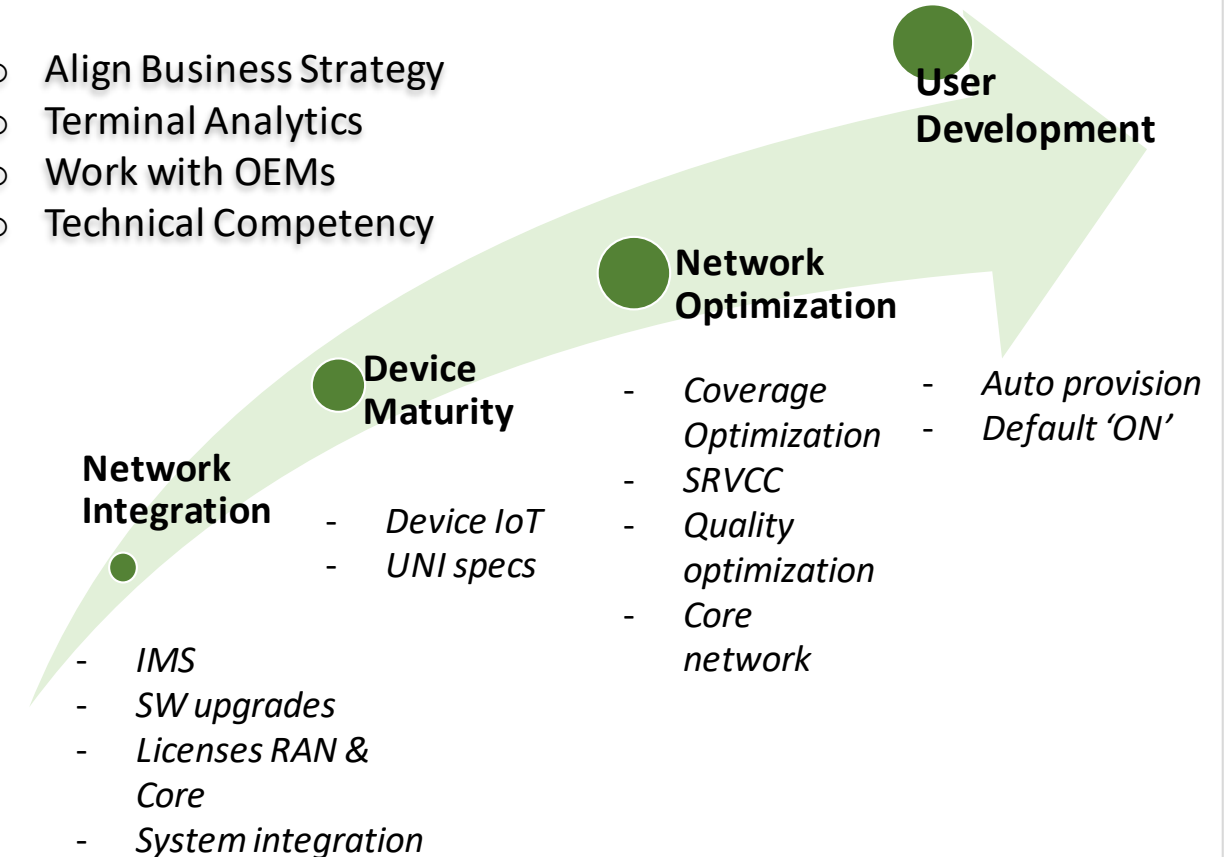 o Align Business Strategy
o Terminal Analytics
o Work with OEMs
o Technical Competency
User
Development
Network
Optimization
Device
Maturity
Network
Integration
- IMS
- SW upgrades
- Licenses RAN &
Core
- System integration
- Device IoT
- UNI specs
- Coverage
Optimization
- SRVCC
- Quality
optimization
- Core
network
- Auto provision
- Default ‘ON’